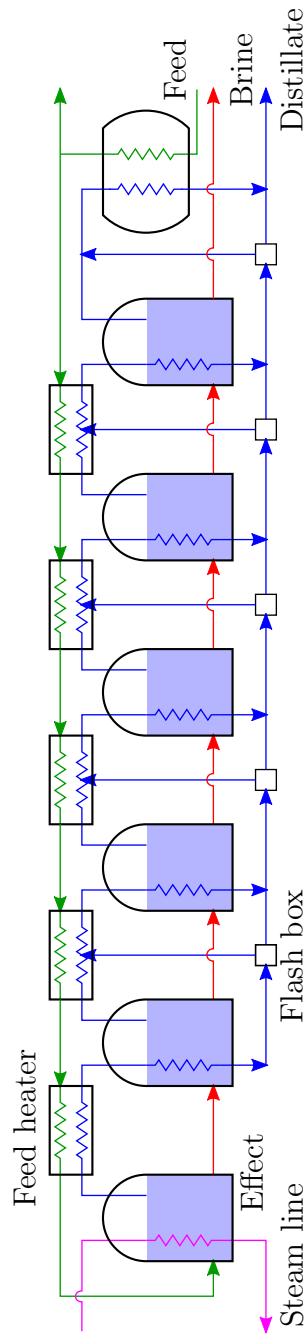 Feed heater
Steam line
Effect
Flash box
Feed
Brine
Distillate